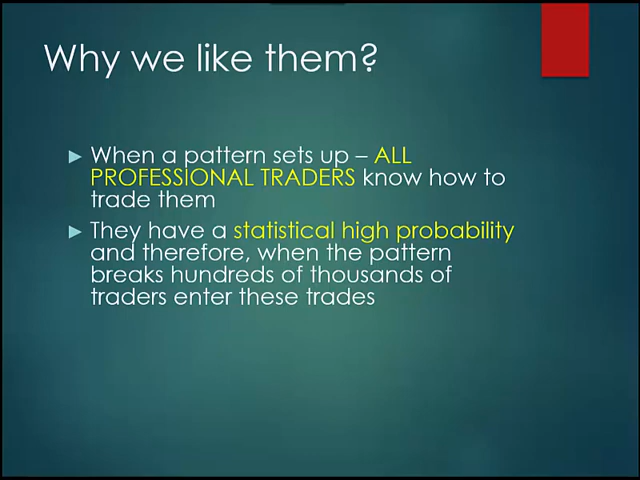 Why we like them?
When a pattern sets up – ALL
PROFESSIONAL TRADERS know how to
trade them
They have a statistical high probability
and therefore, when the pattern
breaks hundreds of thousands of
traders enter these trades